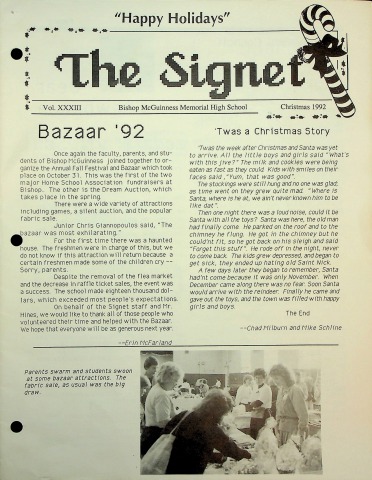 "Happy Holidays"
The Signet
Vol. XXXIII Bishop McGuinness Memorial High School Christmas 1992
Bazaar '92
Once again the faculty, parents, and stu-
dents of Bishop McGuinness joined together to or-
ganize the Annual Fall Festival and Bazaar which took
place on October 31. This was the first of the two
major Home School Association fundraisers at
Bishop. The other is the Dream Auction, which
takes place in the spring.
There were a wide variety of attractions
including games, a silent auction, and the popular
fabric sale.
Junior Chris Giannopoulos said, "The
bazaar was most exhilarating."
For the first time there was a haunted
house. The freshmen were in charge of this, but we
do not know if this attraction will return because a
certain freshmen made some of the children cry --
Sorry, parents.
Despite the removal of the flea market
and the decrease in raffle ticket sales, the event was
a success. The school made eighteen thousand dol-
lars, which exceeded most people's expectations.
On behalf of the Signet staff and Mr.
Hines, we would like to thank all of those people who
volunteered their time and helped with the Bazaar.
We hope that everyone will be as generous next year.
--Erin McFarland
'Twas a Christmas Story
'Twas the week after Christmas and Santa was yet
to arrive. All the little boys and girls said "What's
with this jive?" The milk and cookies were being
eaten as fast as they could. Kids with smiles on their
faces said, "Yum, that was good".
The stockings were still hung and no one was glad,
as time went on they grew quite mad. "Where is
Santa, where is he at, we ain't never known him to be
like dat".
Then one night there was a loud noise, could it be
Santa with all the toys? Santa was here, the old man
had finally come. He parked on the roof and to the
chimney he flung. He got in the chimney but he
could'nt fit, so he got back on his sleigh and said
"Forget this stuff". He rode off in the night, never
to come back. The kids grew depressed, and began to
get sick, they ended up hating old Saint Nick.
A few days later they began to remember, Santa
had'nt come because it was only November. When
December came along there was no fear. Soon Santa
would arrive with the reindeer. Finally he came and
gave out the toys, and the town was filled with happy
girls and boys.
The End
--Chad Milburn and Mike Schiine
Parents swarm and students swoon
at some bazaar attractions. The
fabric sale, as usual was the big
draw.